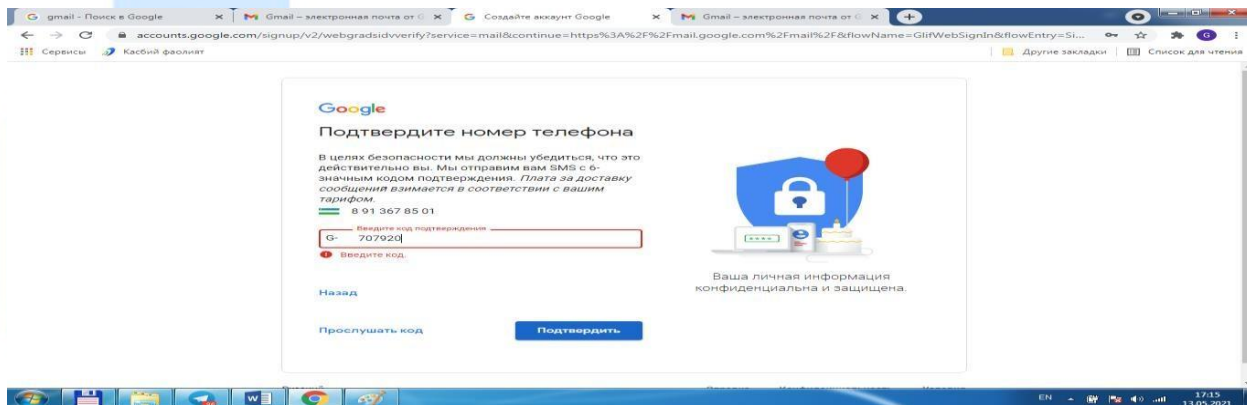 gmail - Поиск в Google
Gmail – электронная почта от G
Создайте аккаунт Google
Gmail – электронная почта от G
accounts.google.com/signup/v2/webgradsidvverify?service=mail&continue=https%3A%2F%2Fmail.google.com%2Fmail%2F&flowName=GlifWebSignIn&flowEntry=Si...
G
Сервисы
Касбий фаолият
Другие закладки
Список для чтения
Google
Подтвердите номер телефона
В целях безопасности мы должны убедиться, что это
действительно вы. Мы отправим вам SMS с 6-
значным кодом подтверждения. Плата за доставку
сообщений взимается в соответствии с вашим
тарифом.
8 91 367 85 01
Введите код подтверждения
G- 707920
Введите код.
Назад
Прослушать код
Подтвердить
Ваша личная информация
конфиденциальна и защищена.
EN
17:15
13.05.2021